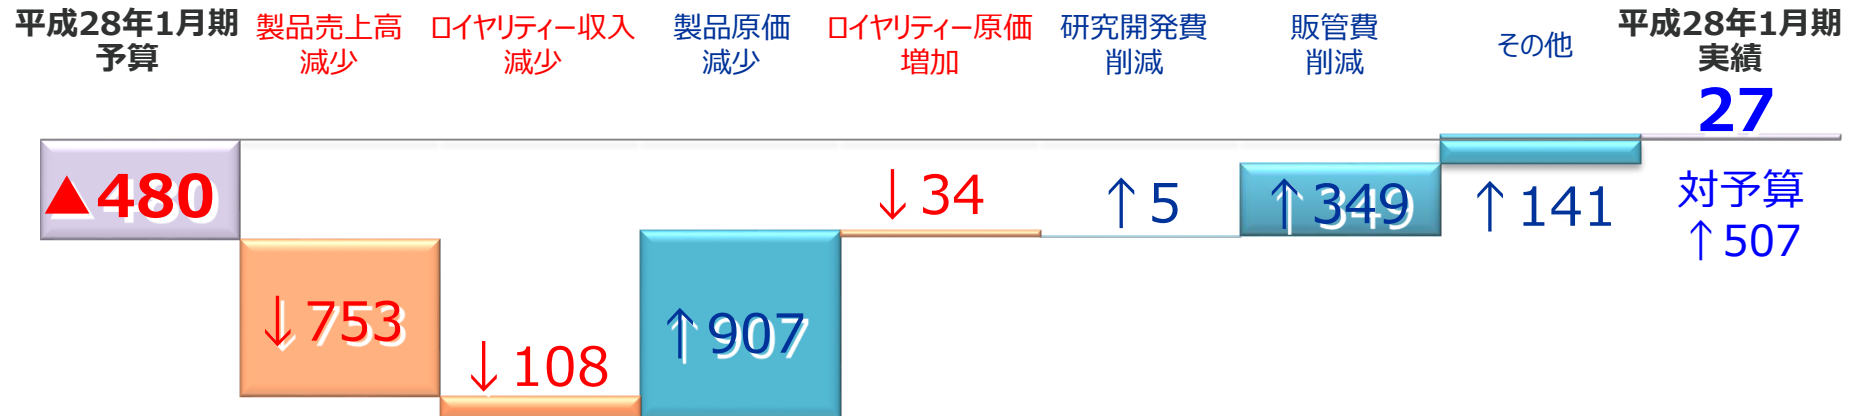 平成28年1月期
予算
製品売上高
減少
ロイヤリティー収入
減少
製品原価
減少
ロイヤリティー原価
増加
研究開発費
削減
販管費
削減
その他
平成28年1月期
実績
27
▲480
↓753
↓108
↑907
↓34
↑5
↑349
↑141
対予算
↑507